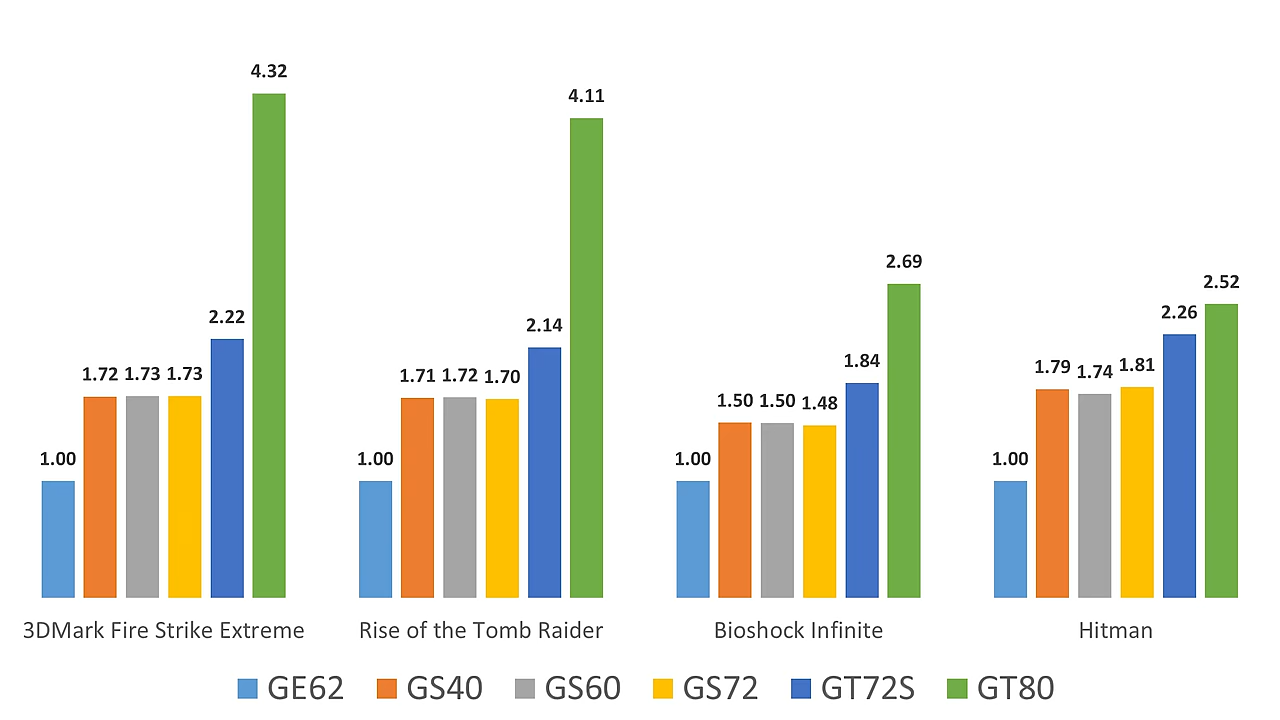 4.32
4.11
2.69
2.52
2.22
2.14
2.26
1.84
1.72 1.73 1.73
1.71 1.72 1.70
1.50 1.50 1.48
1.79 1.74 1.81
1.00
1.00
1.00
1.00
3DMark Fire Strike Extreme
Rise of the Tomb Raider
Bioshock Infinite
Hitman
GE62 GS40 GS60 GS72 GT72S GT80